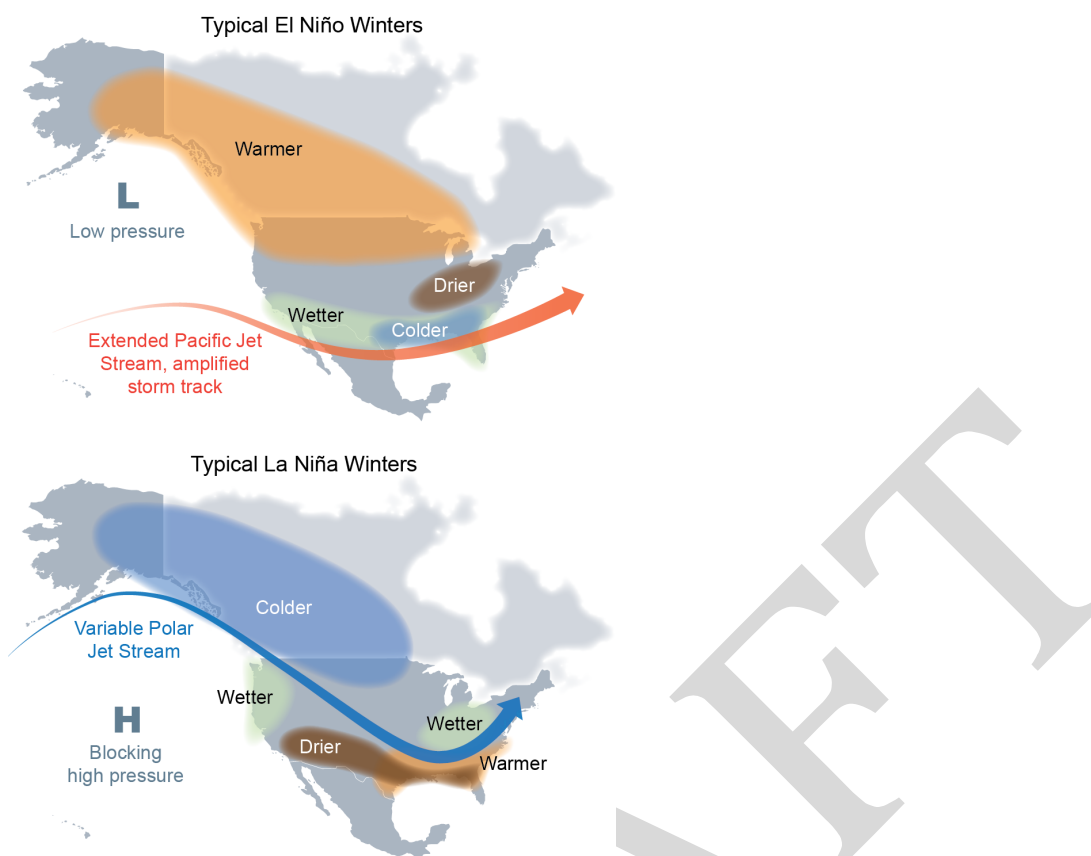 Typical El Niño Winters
Warmer
L
Low pressure
Drier
Wetter
Colder
Extended Pacific Jet
Stream, amplified
storm track
Typical La Niña Winters
Colder
Variable Polar
Jet Stream
Wetter
H
Blocking
high pressure
Wetter
Drier
Warmer
AFT